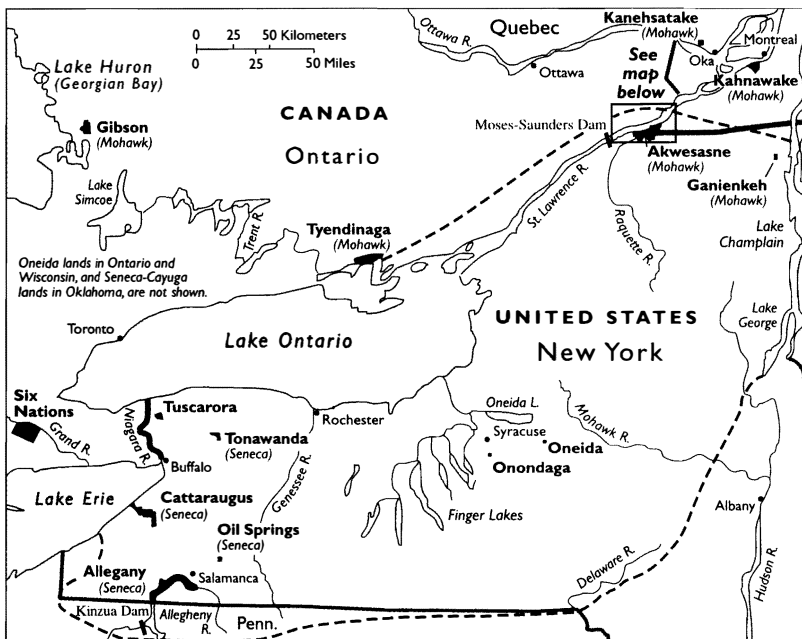 Ottawa R.
Quebec
Kanehsatake
(Mohawk)
Montreal
Oka
0 25 50 Kilometers
0 25 50 Miles
Lake Huron
(Georgian Bay)
Ottawa
See
map
below
Kahnawake
(Mohawk)
CANADA
Ontario
Moses-Saunders Dam
Gibson
(Mohawk)
Akwesasne
(Mohawk)
Ganienkeh
(Mohawk)
Lake
Simcoe
Trent R.
Tyendinaga
(Mohawk)
St. Lawrence R.
Raquette R.
Lake
Champlain
Oneida lands in Ontario and
Wisconsin, and Seneca-Cayuga
lands in Oklahoma, are not shown.
Lake
George
Toronto
Lake Ontario
UNITED STATES
New York
Six
Nations
Grand R.
Niagara R.
Tuscarora
Rochester
Oneida L.
Mohawk R.
Tonawanda
(Seneca)
Syracuse
Oneida
Onondaga
Buffalo
Genessee R.
Lake Erie
Cattaraugus
(Seneca)
Finger Lakes
Albany
Oil Springs
(Seneca)
Hudson R.
Allegany
(Seneca)
Salamanca
Delaware R.
Kinzua Dam
Allegheny
R.
Penn.